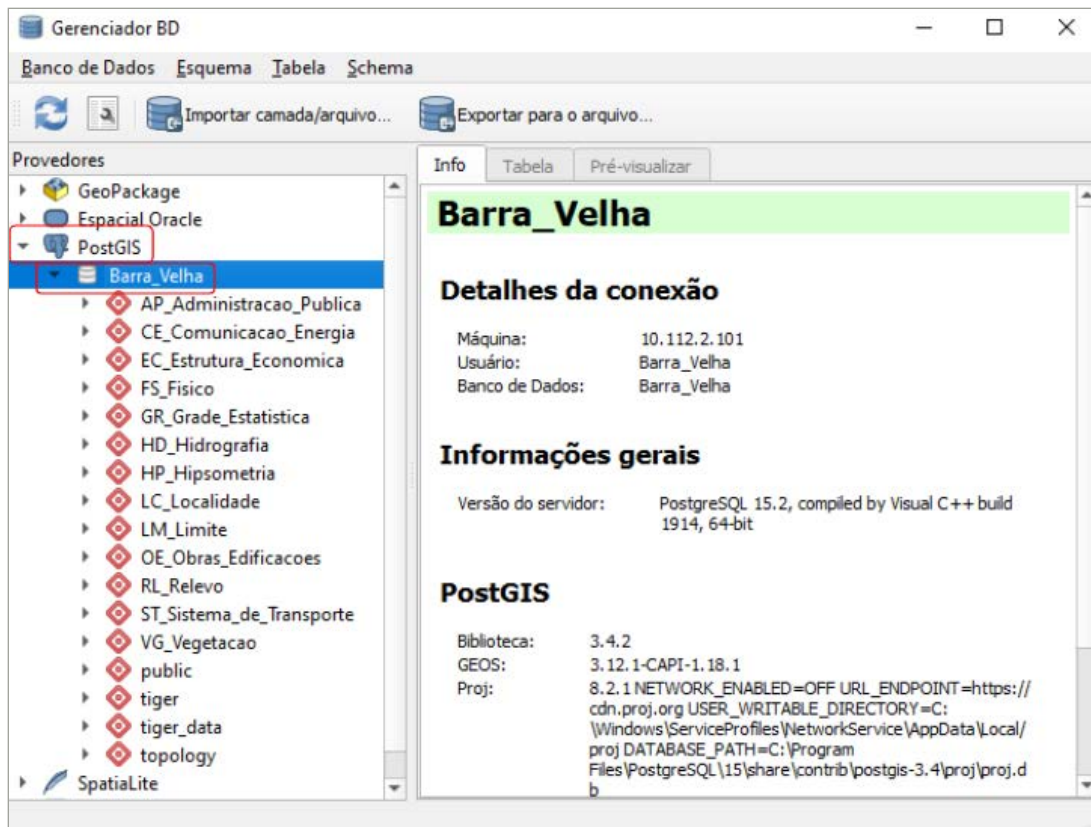 Gerenciador BD
Banco de Dados Esquema Tabela Schema
Importar camada/arquivo... Exportar para o arquivo...
Provedores
GeoPackage
Espacial Oracle
PostGIS
Barra_Velha
AP_Administracao_Publica
CE_Comunicacao_Energia
EC_Estrutura_Economica
FS_Fisico
GR_Grade_Estatistica
HD_Hidrografia
HP_Hipsometria
LC_Localidade
LM_Limite
OE_Obras_Edificacoes
RL_Relevo
ST_Sistema_de_Transporte
VG_Vegetacao
public
tiger
tiger_data
topology
SpatiaLite
Info Tabela Pré-visualizar
Barra_Velha
Detalhes da conexão
Máquina: 10.112.2.101
Usuário: Barra_Velha
Banco de Dados: Barra_Velha
Informações gerais
Versão do servidor: PostgreSQL 15.2, compiled by Visual C++ build
1914, 64-bit
PostGIS
Biblioteca: 3.4.2
GEOS: 3.12.1-CAPI-1.18.1
Proj: 8.2.1 NETWORK_ENABLED=OFF URL_ENDPOINT=https://
cdn.proj.org USER_WRITABLE_DIRECTORY=C:
\Windows\ServiceProfiles\NetworkService\AppData\Local/
proj DATABASE_PATH=C:\Program
Files\PostgreSQL\15\share\contrib\postgis-3.4\proj\proj.d
b